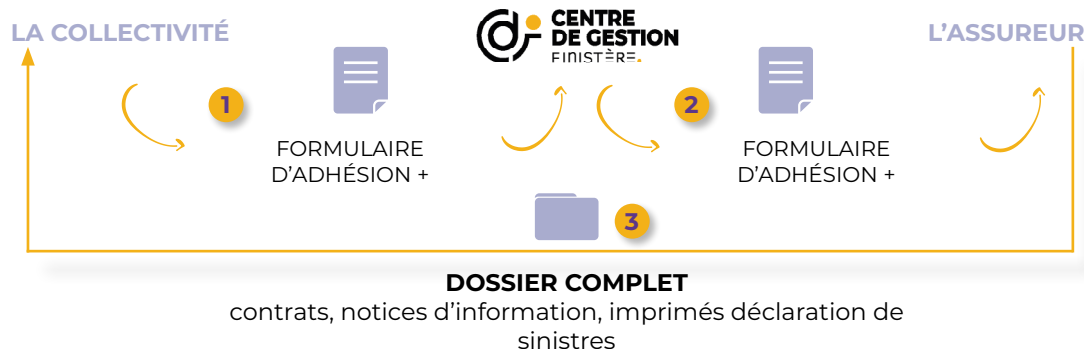 LA COLLECTIVITÉ
CENTRE
DE GESTION
FINISTÈRE
L'ASSUREUR
1
2
FORMULAIRE
D'ADHÉSION +
FORMULAIRE
D'ADHÉSION +
3
DOSSIER COMPLET
contrats, notices d'information, imprimés déclaration de
sinistres